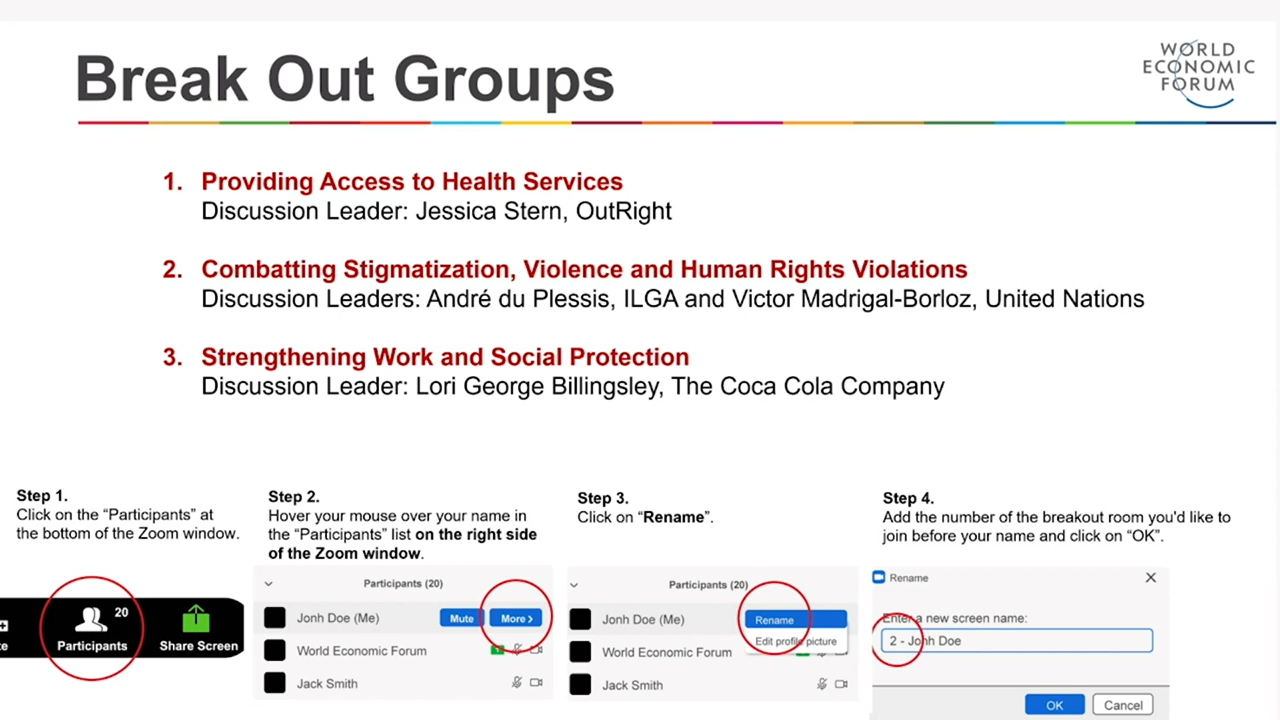 Break Out Groups
WORLD
ECONOMIC
FORUM
1. Providing Access to Health Services
Discussion Leader: Jessica Stern, OutRight
2. Combatting Stigmatization, Violence and Human Rights Violations
Discussion Leaders: André du Plessis, ILGA and Victor Madrigal-Borloz, United Nations
3. Strengthening Work and Social Protection
Discussion Leader: Lori George Billingsley, The Coca Cola Company
Step 1.
Click on the “Participants” at
the bottom of the Zoom window.
20
Participants
Share Screen
Step 2.
Hover your mouse over your name in
the “Participants” list on the right side
of the Zoom window.
Participants (20)
Jonh Doe (Me) Mute More
World Economic Forum
Jack Smith
Step 3.
Click on “Rename”.
Participants (20)
Jonh Doe (Me) Rename
Edit profile picture
World Economic Forum
Jack Smith
Step 4.
Add the number of the breakout room you'd like to
join before your name and click on “OK”.
Rename
Enter a new screen name:
2 - Jonh Doe
OK Cancel